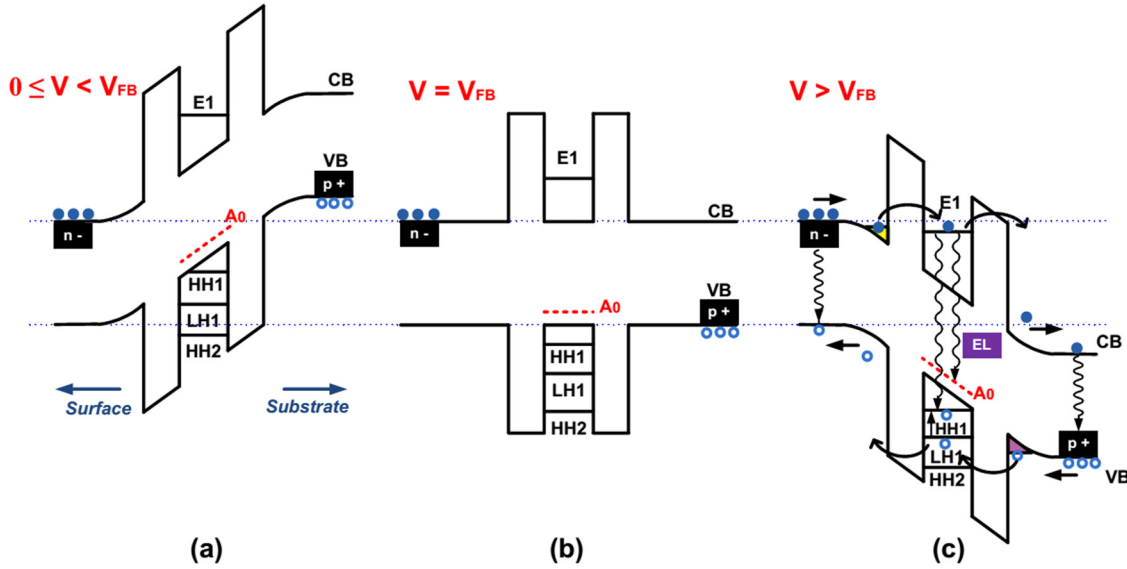 0 ≤ V < VFB
CB
E1
VB
p +
n -
A0
HH1
LH1
HH2
Surface
Substrate
(a)
V = VFB
E1
n -
CB
VB
p +
A0
HH1
LH1
HH2
(b)
V > VFB
E1
n -
EL
CB
A0
HH1
LH1
HH2
p +
VB
(c)